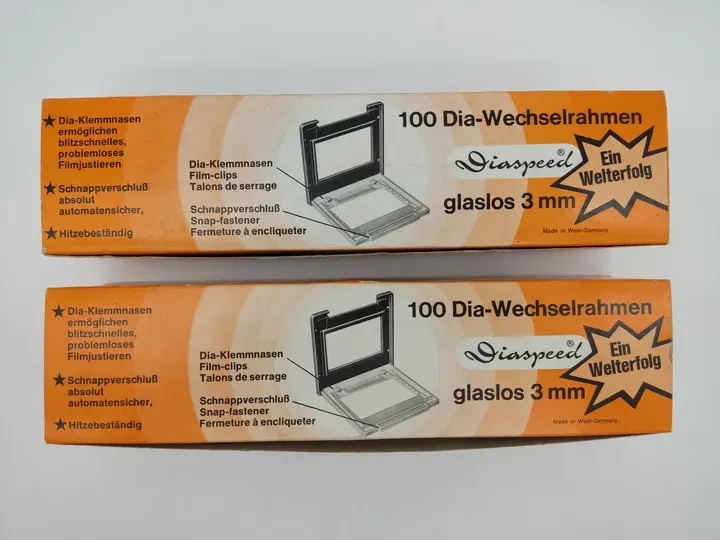 ★ Dia-Klemmnasen
ermöglichen
blitzschnelles,
problemloses
Filmjustieren
★ Schnappverschluß
absolut
automatensicher,
★ Hitzebeständig
Dia-Klemmnasen
Film-clips
Talons de serrage
Schnappverschluß
Snap-fastener
Fermeture à encliqueter
100 Dia-Wechselrahmen
Diaspeed®
glaslos 3 mm
Ein
Welterfolg
Made in West-Germany
★ Dia-Klemmnasen
ermöglichen
blitzschnelles,
problemloses
Filmjustieren
★ Schnappverschluß
absolut
automatensicher,
★ Hitzebeständig
Dia-Klemmnasen
Film-clips
Talons de serrage
Schnappverschluß
Snap-fastener
Fermeture à encliqueter
100 Dia-Wechselrahmen
Diaspeed®
glaslos 3 mm
Ein
Welterfolg
Made in West-Germany